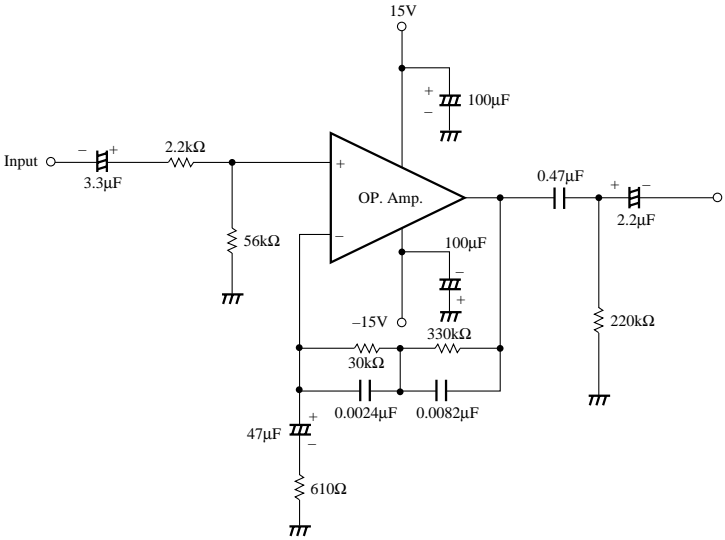 15V
+
–
100μF
Input
– +
3.3μF
2.2kΩ
56kΩ
+
OP. Amp.
–
0.47μF
+ –
2.2μF
100μF
–
+
–15V
220kΩ
30kΩ
330kΩ
0.0024μF
0.0082μF
47μF
+
–
610Ω